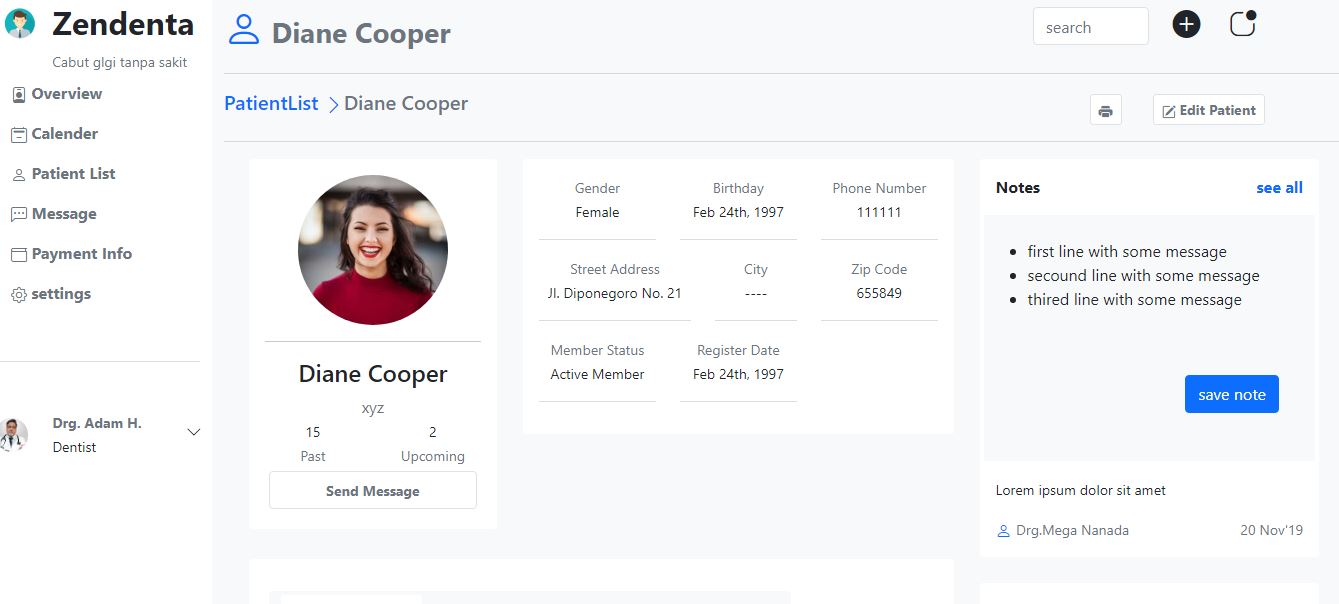 Zendenta
Cabut glgi tanpa sakit
Overview
Calender
Patient List
Message
Payment Info
settings
Drg. Adam H.
Dentist
Diane Cooper
search
PatientList
Diane Cooper
Edit Patient
Diane Cooper
xyz
15 2
Past Upcoming
Send Message
Gender Birthday Phone Number
Female Feb 24th, 1997 111111
Street Address City Zip Code
Jl. Diponegoro No. 21 ---- 655849
Member Status Register Date
Active Member Feb 24th, 1997
Notes see all
first line with some message
secound line with some message
thired line with some message
save note
Lorem ipsum dolor sit amet
Drg.Mega Nanada 20 Nov'19